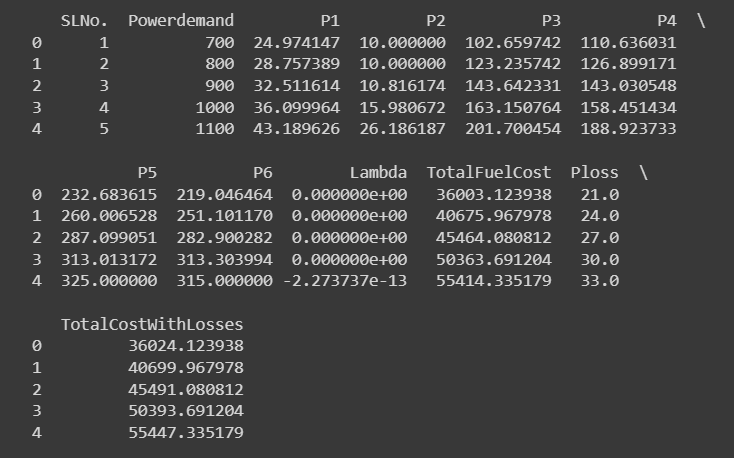 SLNo. Powerdemand P1 P2 P3 P4 \
0 1 700 24.974147 10.000000 102.659742 110.636031
1 2 800 28.757389 10.000000 123.235742 126.899171
2 3 900 32.511614 10.816174 143.642331 143.030548
3 4 1000 36.099964 15.980672 163.150764 158.451434
4 5 1100 43.189626 26.186187 201.700454 188.923733
P5 P6 Lambda TotalFuelCost Ploss \
0 232.683615 219.046464 0.000000e+00 36003.123938 21.0
1 260.006528 251.101170 0.000000e+00 40675.967978 24.0
2 287.099051 282.900282 0.000000e+00 45464.080812 27.0
3 313.013172 313.303994 0.000000e+00 50363.691204 30.0
4 325.000000 315.000000 -2.273737e-13 55414.335179 33.0
TotalCostWithLosses
0 36024.123938
1 40699.967978
2 45491.080812
3 50393.691204
4 55447.335179